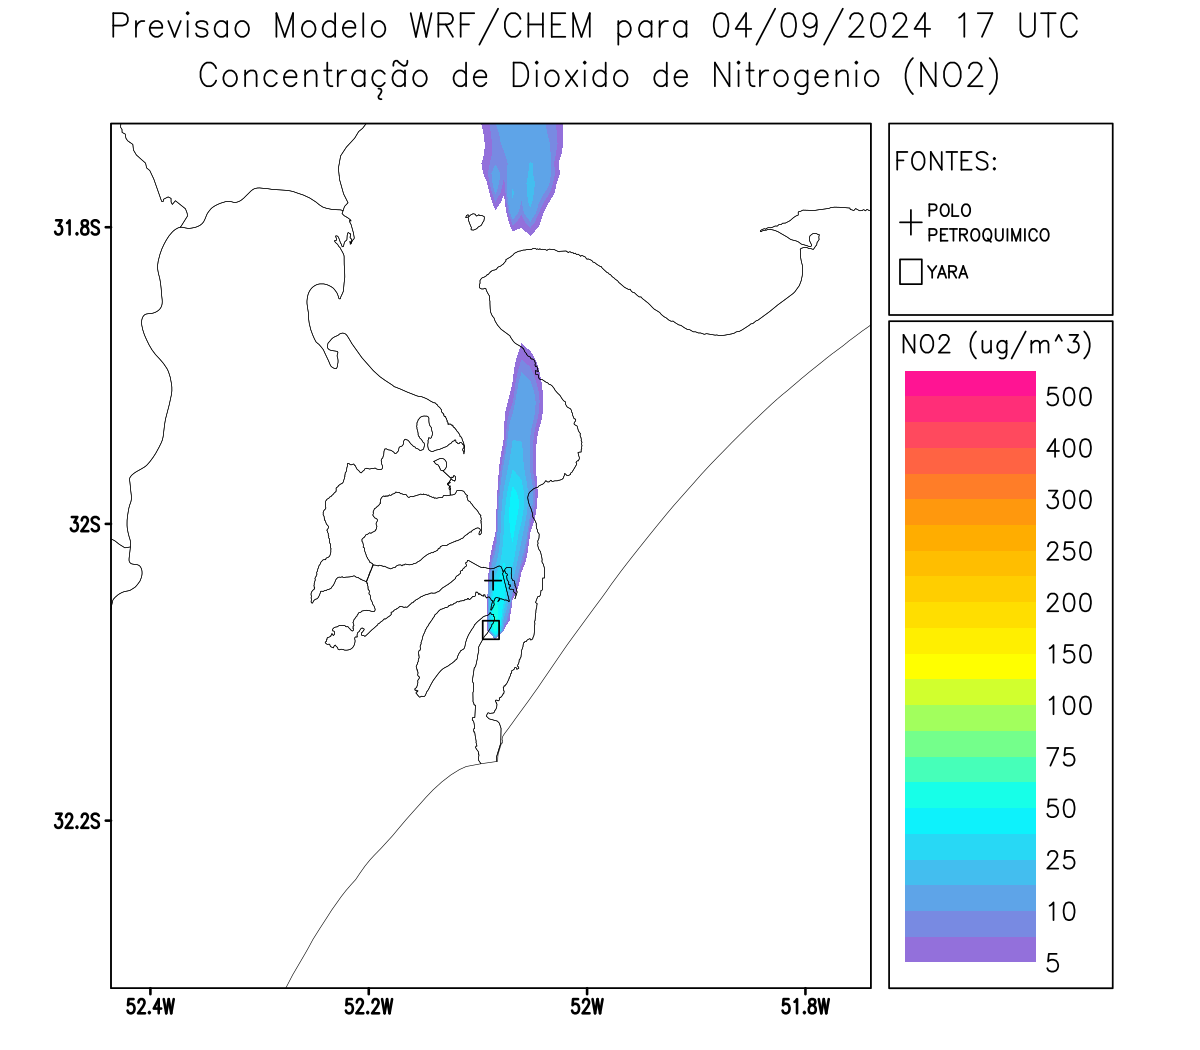 Previsao Modelo WRF/CHEM para 04/09/2024 17 UTC
Concentração de Dioxido de Nitrogenio (NO2)
FONTES:
POLO
PETROQUIMICO
YARA
NO2 (ug/m^3)
500
400
300
250
200
150
100
75
50
25
10
5
31.8S
32S
32.2S
52.4W
52.2W
52W
51.8W